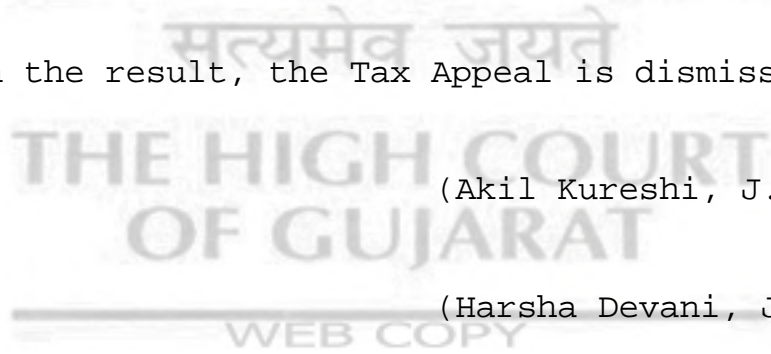 सत्यमेव जयते
the result, the Tax Appeal is dismiss
THE HIGH COURT
(Akil Kureshi, J.
OF GUJARAT
(Harsha Devani, J
WEB COPY